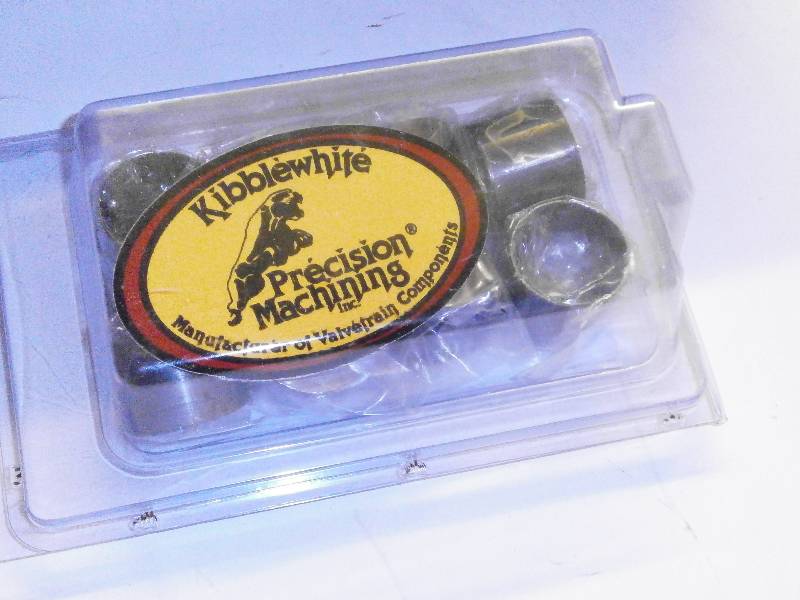 Kibblewhite
Precision®
Machining
Inc.
Manufacturer of Valvetrain Components